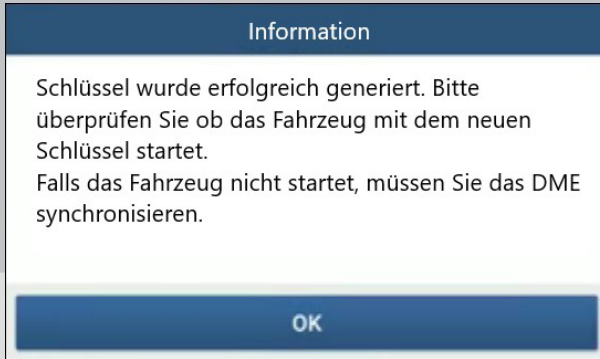 Information
Schlüssel wurde erfolgreich generiert. Bitte
überprüfen Sie ob das Fahrzeug mit dem neuen
Schlüssel startet.
Falls das Fahrzeug nicht startet, müssen Sie das DME
synchronisieren.
OK